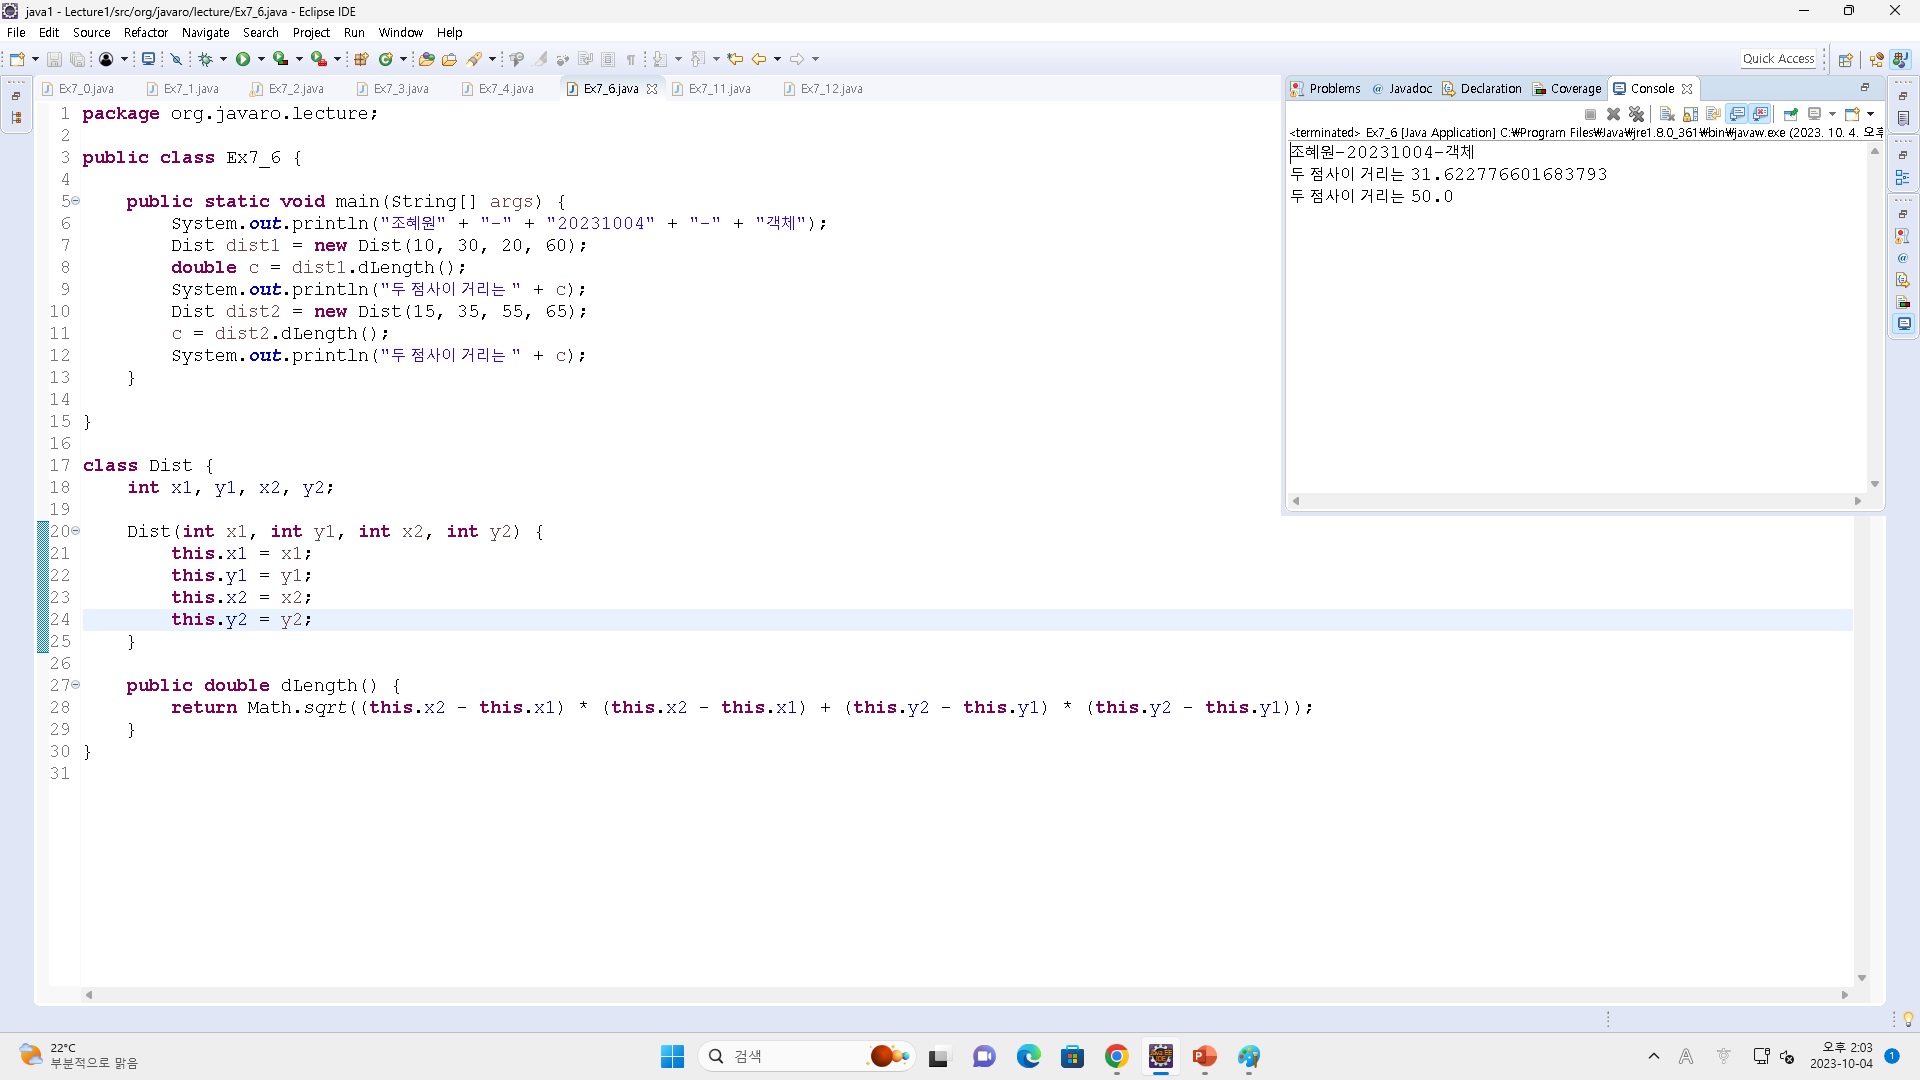 java1 - Lecture1/src/org/javaro/lecture/Ex7_6.java - Eclipse IDE
File Edit Source Refactor Navigate Search Project Run Window Help
Quick Access
Ex7_0.java Ex7_1.java Ex7_2.java Ex7_3.java Ex7_4.java Ex7_6.java Ex7_11.java Ex7_12.java
1 package org.javaro.lecture;
2
3 public class Ex7_6 {
4
5 public static void main(String[] args) {
6 System.out.println("조혜원" + "-" + "20231004" + "-" + "객체");
7 Dist dist1 = new Dist(10, 30, 20, 60);
8 double c = dist1.dLength();
9 System.out.println("두 점사이 거리는 " + c);
10 Dist dist2 = new Dist(15, 35, 55, 65);
11 c = dist2.dLength();
12 System.out.println("두 점사이 거리는 " + c);
13 }
14
15 }
16
17 class Dist {
18 int x1, y1, x2, y2;
19
20 Dist(int x1, int y1, int x2, int y2) {
21 this.x1 = x1;
22 this.y1 = y1;
23 this.x2 = x2;
24 this.y2 = y2;
25 }
26
27 public double dLength() {
28 return Math.sqrt((this.x2 - this.x1) * (this.x2 - this.x1) + (this.y2 - this.y1) * (this.y2 - this.y1));
29 }
30 }
31
Problems @ Javadoc Declaration Coverage Console
<terminated> Ex7_6 [Java Application] C:₩Program Files₩Java₩jre1.8.0_361₩bin₩javaw.exe (2023. 10. 4. 오후
조혜원-20231004-객체
두 점사이 거리는 31.622776601683793
두 점사이 거리는 50.0
22°C
부분적으로 맑음
검색
오후 2:03
2023-10-04
1